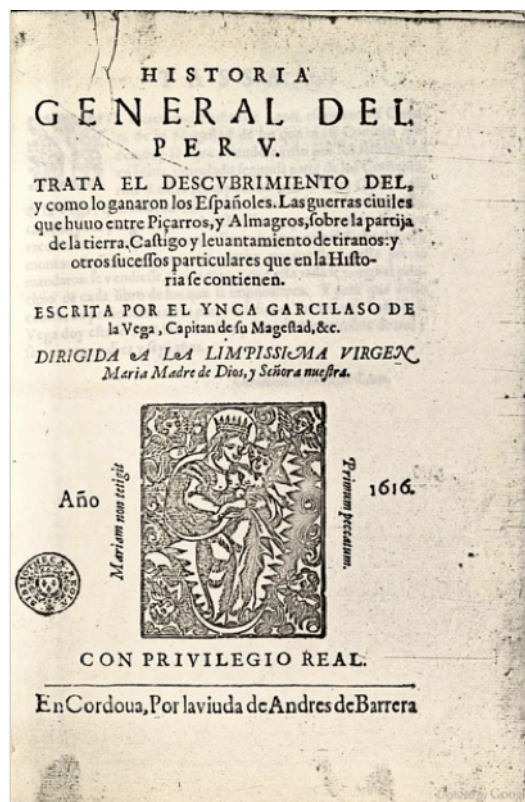 HISTORIA
GENERAL DEL
PERV.
TRATA EL DESCVBRIMIENTO DEL,
y como lo ganaron los Eſpañoles. Las guerras ciuiles
que huuo entre Piçarros, y Almagros, ſobre la partija
de la tierra. Caſtigo y leuantamiento de tiranos: y
otros ſuceſſos particulares que en la Hiſto-
ria ſe contienen.
ESCRITA POR EL YNCA GARCILASO DE
la Vega, Capitan de ſu Mageſtad, &c.
DIRIGIDA A LA LIMPISSIMA VIRGEN
Maria Madre de Dios, y Señora nueſtra.
Mariam non tetigit
Primum peccatum.
Año 1616.
CON PRIVILEGIO REAL.
En Cordoua, Por la viuda de Andres de Barrera